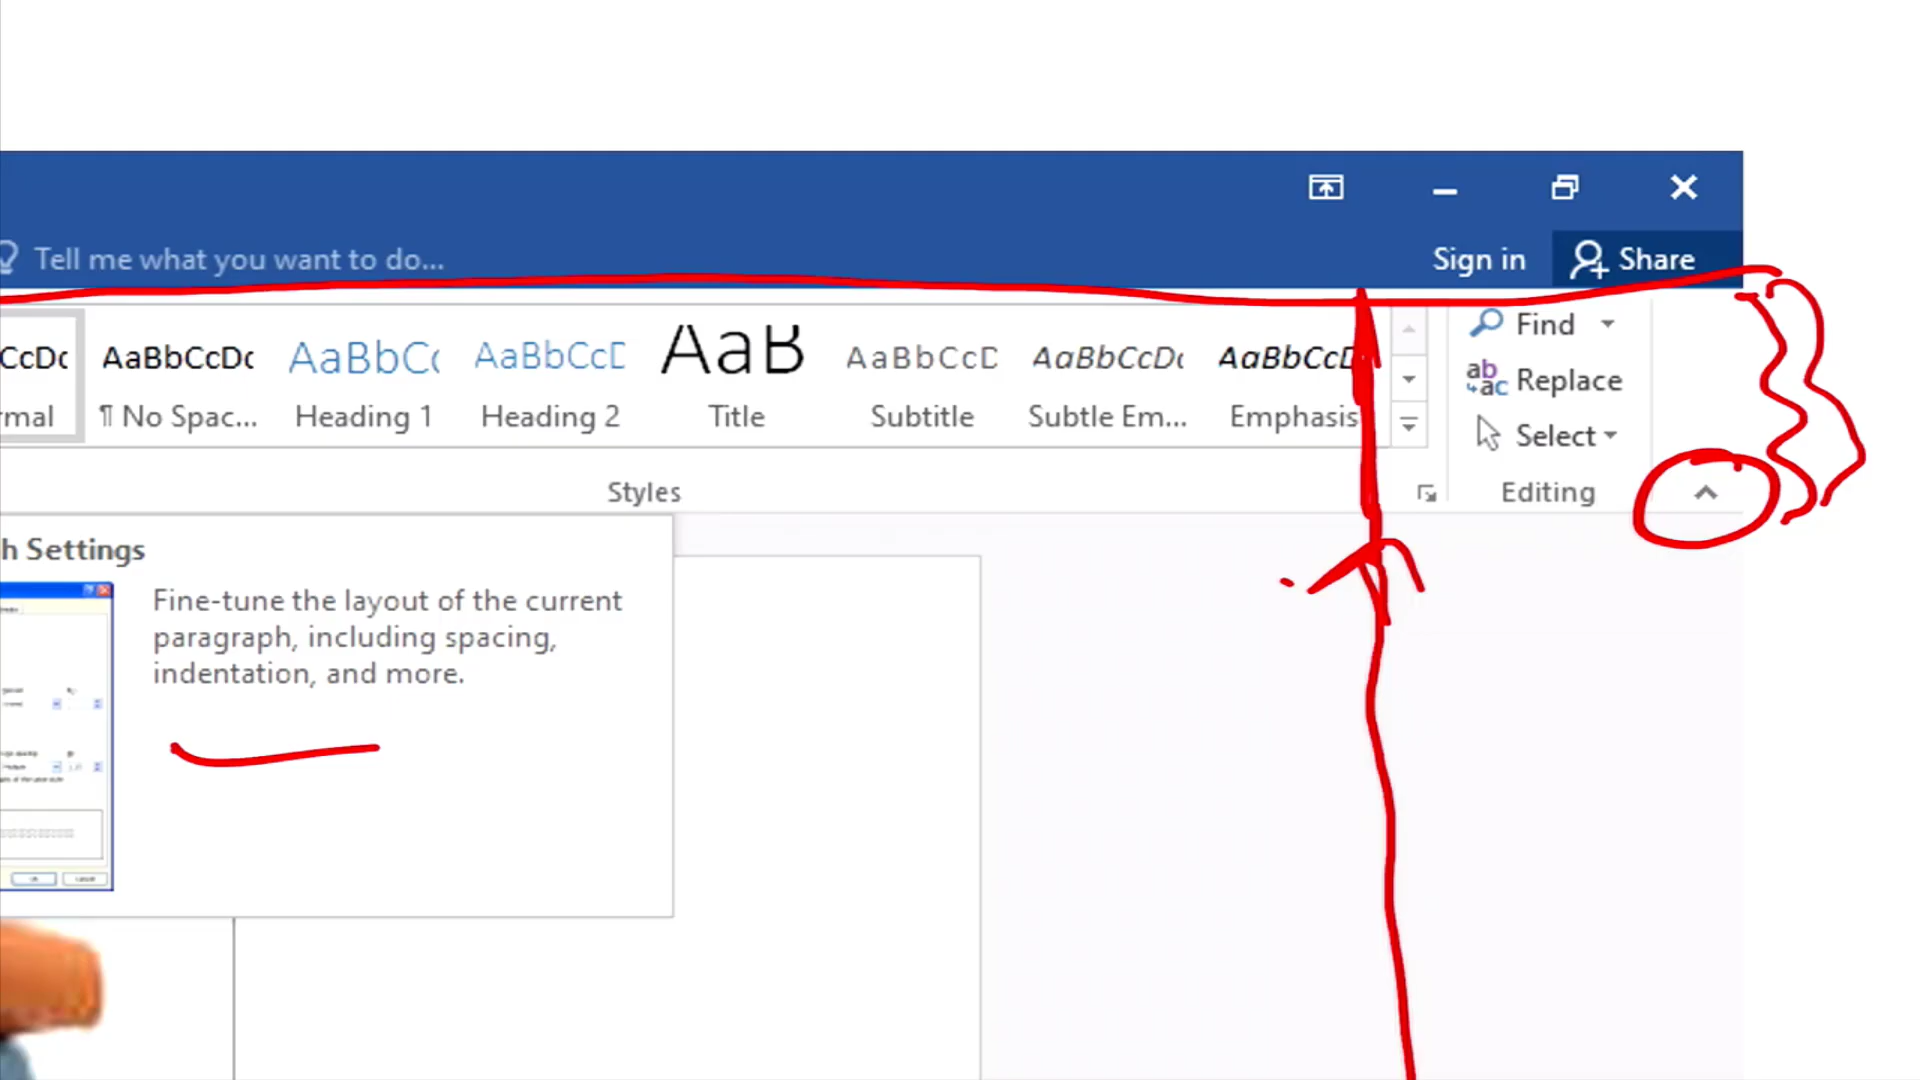 Tell me what you want to do...
Sign in
Share
CcDc AaBbCcDc AaBbC AaBbCcD AaB AaBbCcD AaBbCcDc AaBbCcD
mal ¶ No Spac... Heading 1 Heading 2 Title Subtitle Subtle Em... Emphasis
Find
Replace
Select
Styles
Editing
h Settings
Fine-tune the layout of the current
paragraph, including spacing,
indentation, and more.